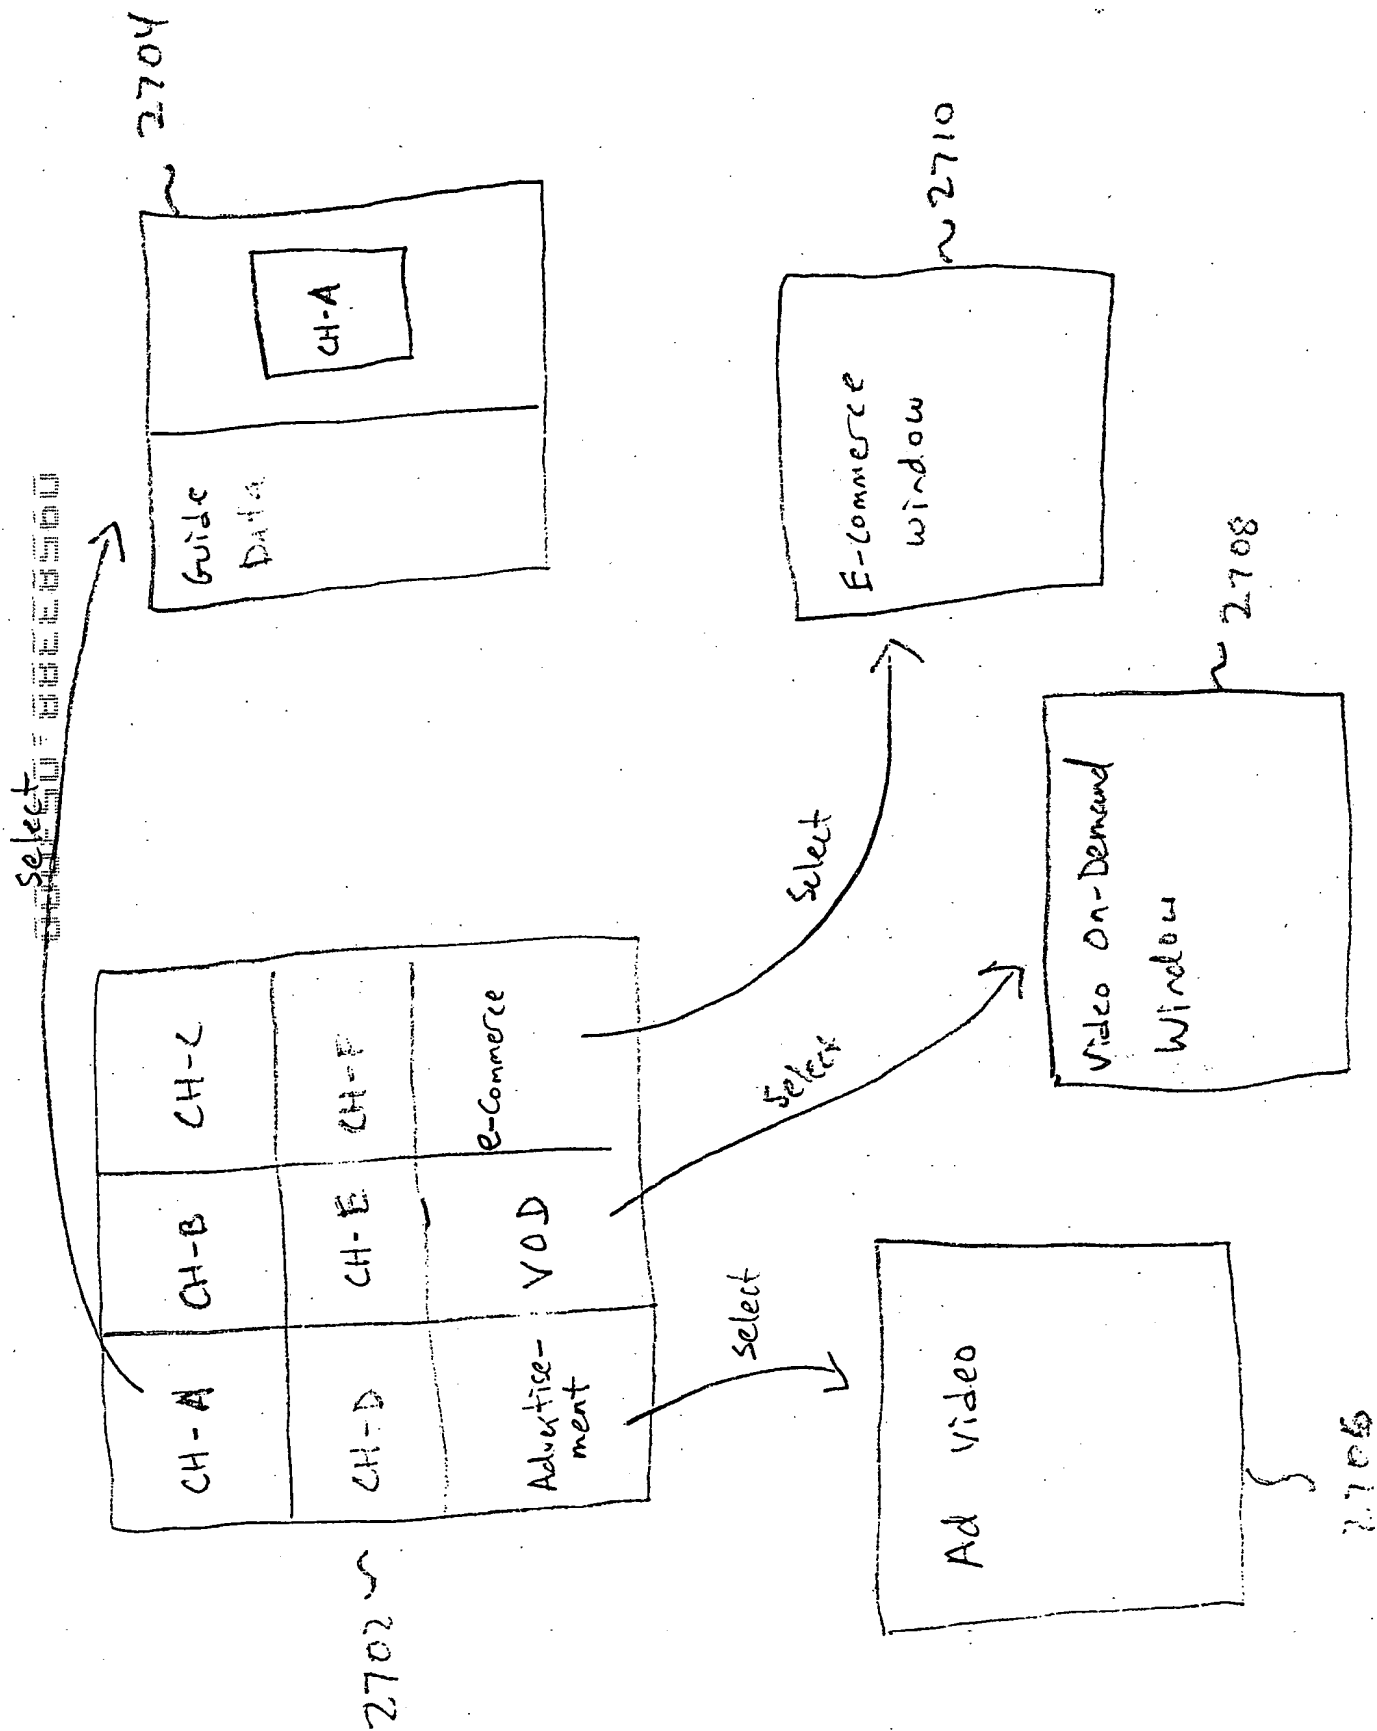 Select
2704
CH-A
CH-B
CH-C
CH-D
CH-E
CH-F
Advertise-
ment
VOD
e-Commerce
2702
Guide
Data
CH-A
Select
Select
Select
E-Commerce
Window
2710
Video On-Demand
Window
2708
Ad Video
2706